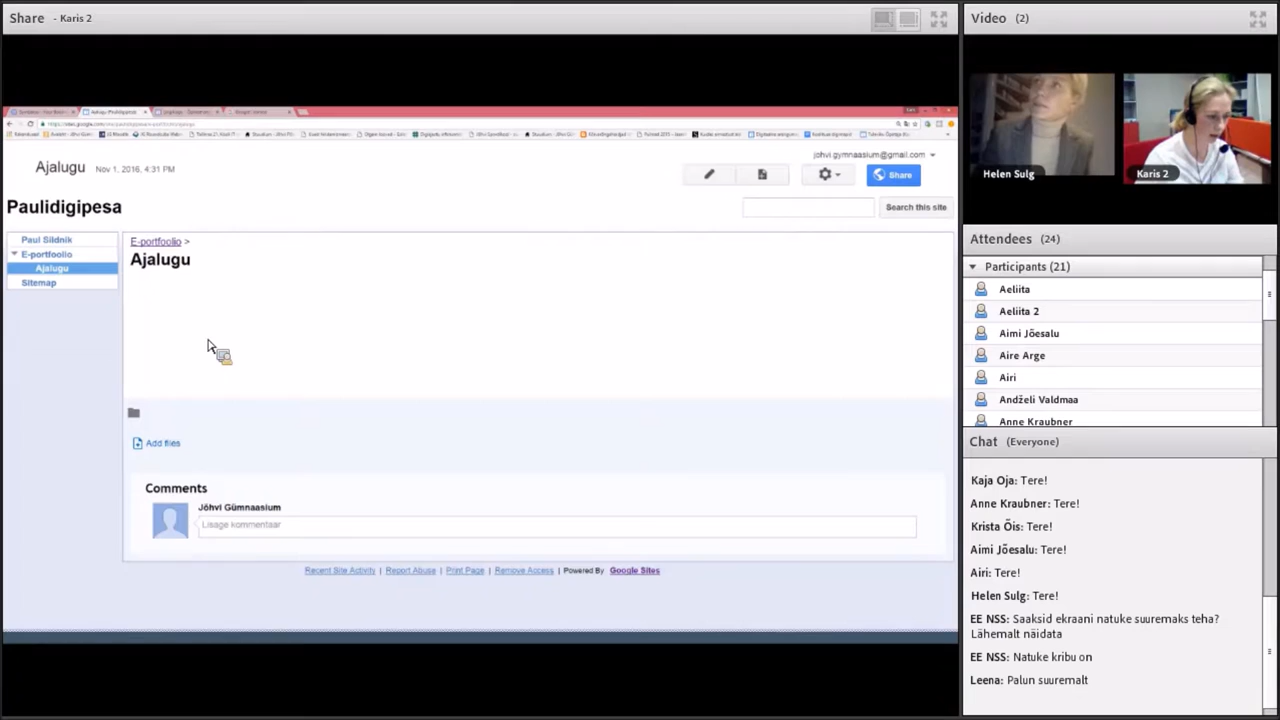 Share - Karis 2
Ajalugu Nov 1, 2016, 4:31 PM
johvi.gymnaasium@gmail.com
Share
Paulidigipesa
Search this site
Paul Sildnik
E-portfoolio
Ajalugu
Sitemap
E-portfoolio >
Ajalugu
Add files
Comments
Jõhvi Gümnaasium
Lisage kommentaar
Recent Site Activity | Report Abuse | Print Page | Remove Access | Powered By Google Sites
Video (2)
Helen Sulg
Karis 2
Attendees (24)
Participants (21)
Aeliita
Aeliita 2
Aimi Jõesalu
Aire Arge
Airi
Andželi Valdmaa
Anne Kraubner
Chat (Everyone)
Kaja Oja: Tere!
Anne Kraubner: Tere!
Krista Õis: Tere!
Aimi Jõesalu: Tere!
Airi: Tere!
Helen Sulg: Tere!
EE NSS: Saaksid ekraani natuke suuremaks teha?
Lähemalt näidata
EE NSS: Natuke kribu on
Leena: Palun suuremalt